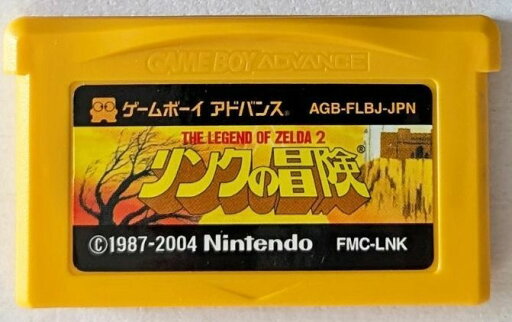 GAME BOY ADVANCE
ゲームボーイ アドバンス® AGB-FLBJ-JPN
THE LEGEND OF ZELDA 2
リンクの冒険®
©1987-2004 Nintendo FMC-LNK